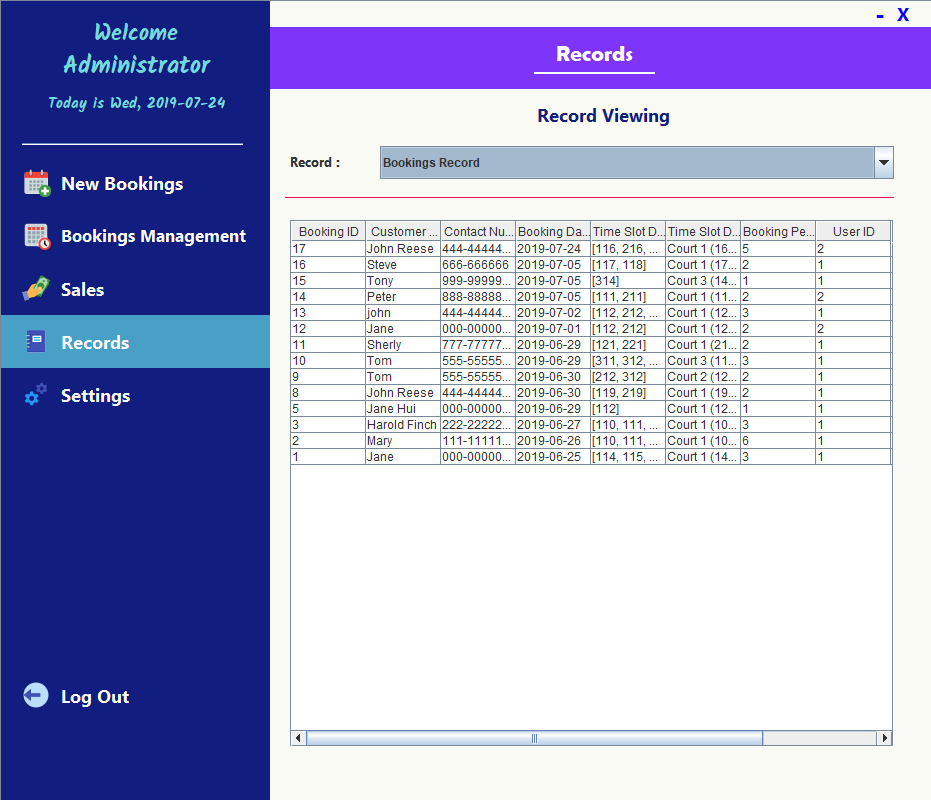 - X
Welcome
Administrator
Today is Wed, 2019-07-24
New Bookings
Bookings Management
Sales
Records
Settings
Log Out
Records
Record Viewing
Record : Bookings Record
Booking ID Customer ... Contact Nu... Booking Da... Time Slot D... Time Slot D... Booking Pe... User ID
17 John Reese 444-44444... 2019-07-24 [116, 216, ... Court 1 (16... 5 2
16 Steve 666-666666 2019-07-05 [117, 118] Court 1 (17... 2 1
15 Tony 999-99999... 2019-07-05 [314] Court 3 (14... 1 1
14 Peter 888-88888... 2019-07-05 [111, 211] Court 1 (11... 2 2
13 john 444-44444... 2019-07-02 [112, 212, ... Court 1 (12... 3 1
12 Jane 000-00000... 2019-07-01 [112, 212] Court 1 (12... 2 2
11 Sherly 777-77777... 2019-06-29 [121, 221] Court 1 (21... 2 1
10 Tom 555-55555... 2019-06-29 [311, 312, ... Court 3 (11... 3 1
9 Tom 555-55555... 2019-06-30 [212, 312] Court 2 (12... 2 1
8 John Reese 444-44444... 2019-06-30 [119, 219] Court 1 (19... 2 1
5 Jane Hui 000-00000... 2019-06-29 [112] Court 1 (12... 1 1
3 Harold Finch 222-22222... 2019-06-27 [110, 111, ... Court 1 (10... 3 1
2 Mary 111-11111... 2019-06-26 [110, 111, ... Court 1 (10... 6 1
1 Jane 000-00000... 2019-06-25 [114, 115, ... Court 1 (14... 3 1